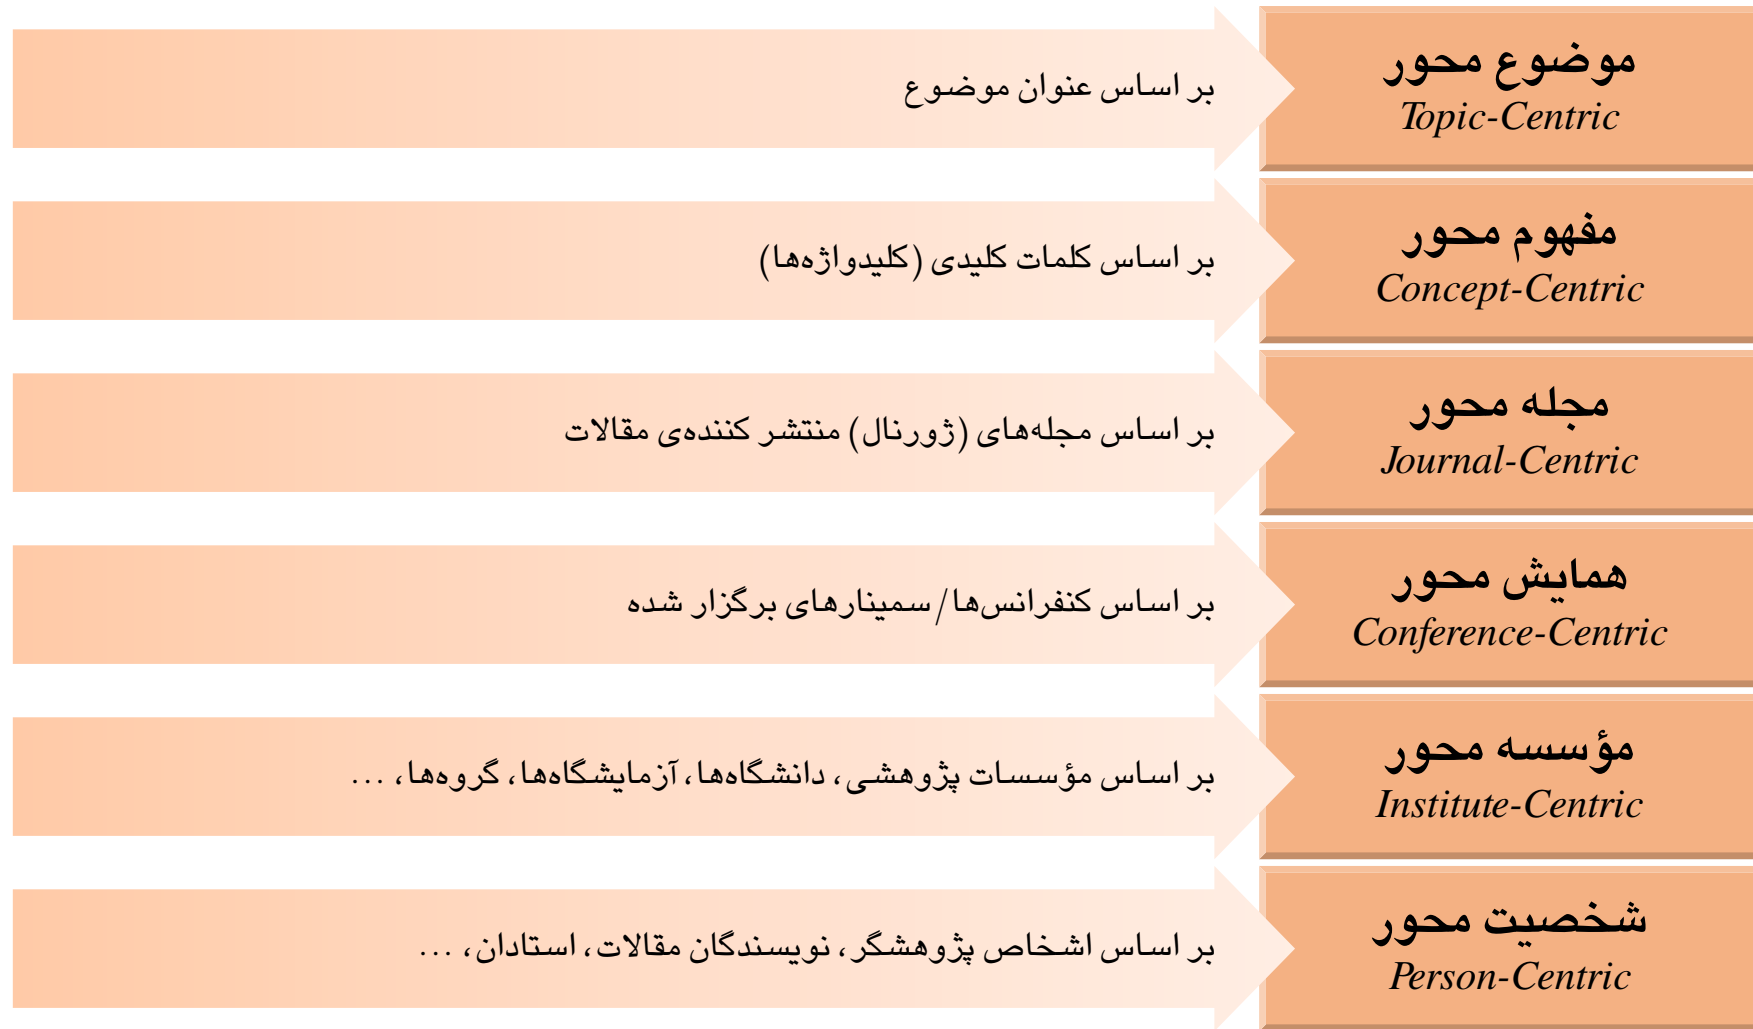 موضوع محور
Topic-Centric
بر اساس عنوان موضوع
مفهوم محور
Concept-Centric
بر اساس کلمات کلیدی (کلیدواژه‌ها)
مجله محور
Journal-Centric
بر اساس مجله‌های (ژورنال) منتشر کننده‌ی مقالات
همایش محور
Conference-Centric
بر اساس کنفرانس‌ها/سمینارهای برگزار شده
مؤسسه محور
Institute-Centric
بر اساس مؤسسات پژوهشی، دانشگاه‌ها، آزمایشگاه‌ها، گروه‌ها، ...
شخصیت محور
Person-Centric
بر اساس اشخاص پژوهشگر، نویسندگان مقالات، استادان، ...